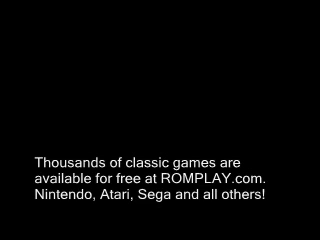 Thousands of classic games are
available for free at ROMPLAY.com.
Nintendo, Atari, Sega and all others!